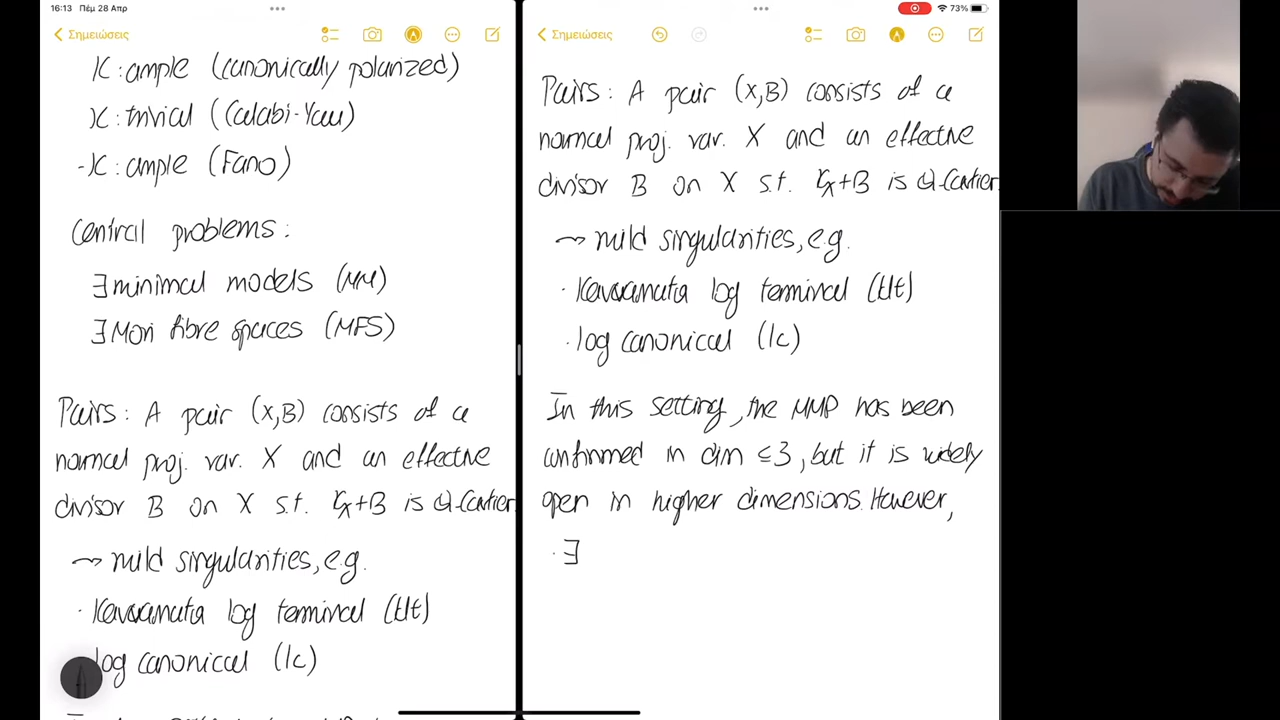 16:13 Πέμ 28 Απρ
Σημειώσεις
K: ample (canonically polarized)
K: trivial (Calabi-Yau)
-K: ample (Fano)
Central problems:
∃ minimal models (MM)
∃ Mori fibre spaces (MFS)
Pairs: A pair (X,B) consists of a
normal proj. var. X and an effective
divisor B on X s.t. K_X+B is Q-Cartier.
→ mild singularities, e.g.
· Kawamata log terminal (klt)
log canonical (lc)
73%
Σημειώσεις
Pairs: A pair (X,B) consists of a
normal proj. var. X and an effective
divisor B on X s.t. K_X+B is Q-Cartier.
→ mild singularities, e.g.
· Kawamata log terminal (klt)
· log canonical (lc)
In this setting, the MMP has been
confirmed in dim ≤3, but it is widely
open in higher dimensions. However,
· ∃